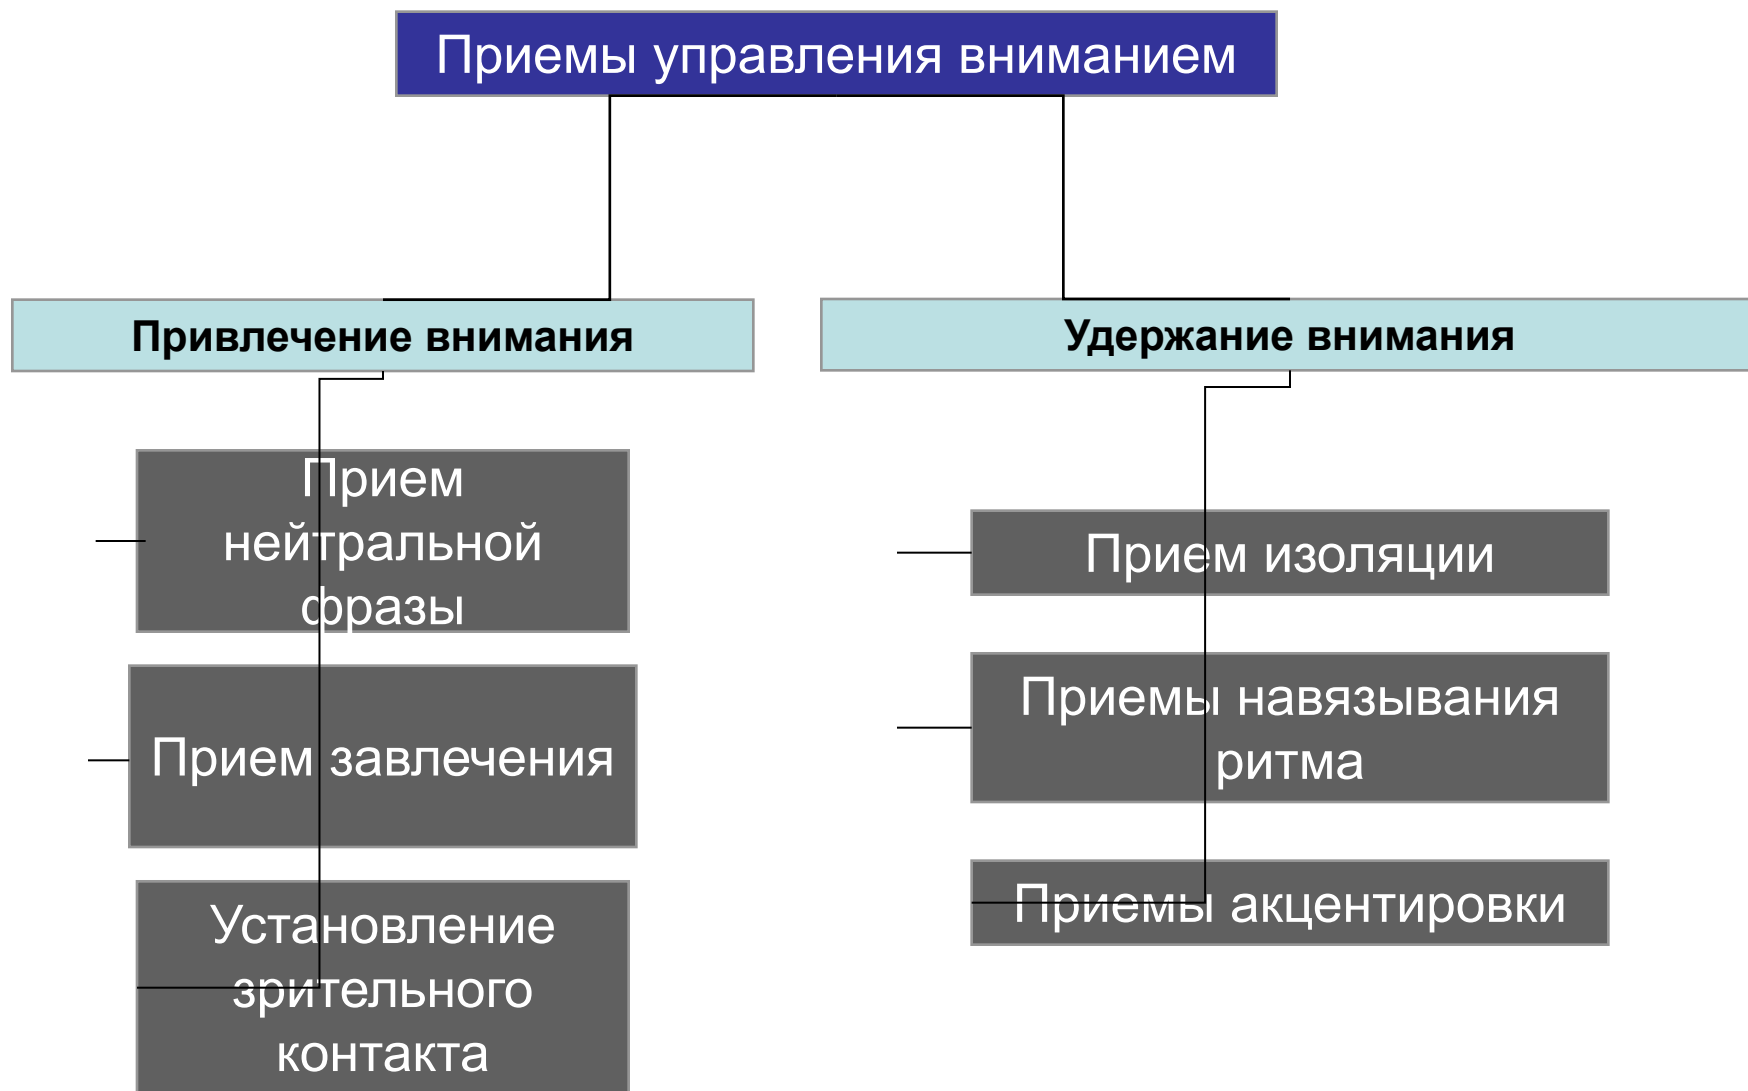 Приемы управления вниманием
Привлечение внимания
Прием
нейтральной
фразы
Прием завлечения
Установление
зрительного
контакта
Удержание внимания
Прием изоляции
Приемы навязывания
ритма
Приемы акцентировки